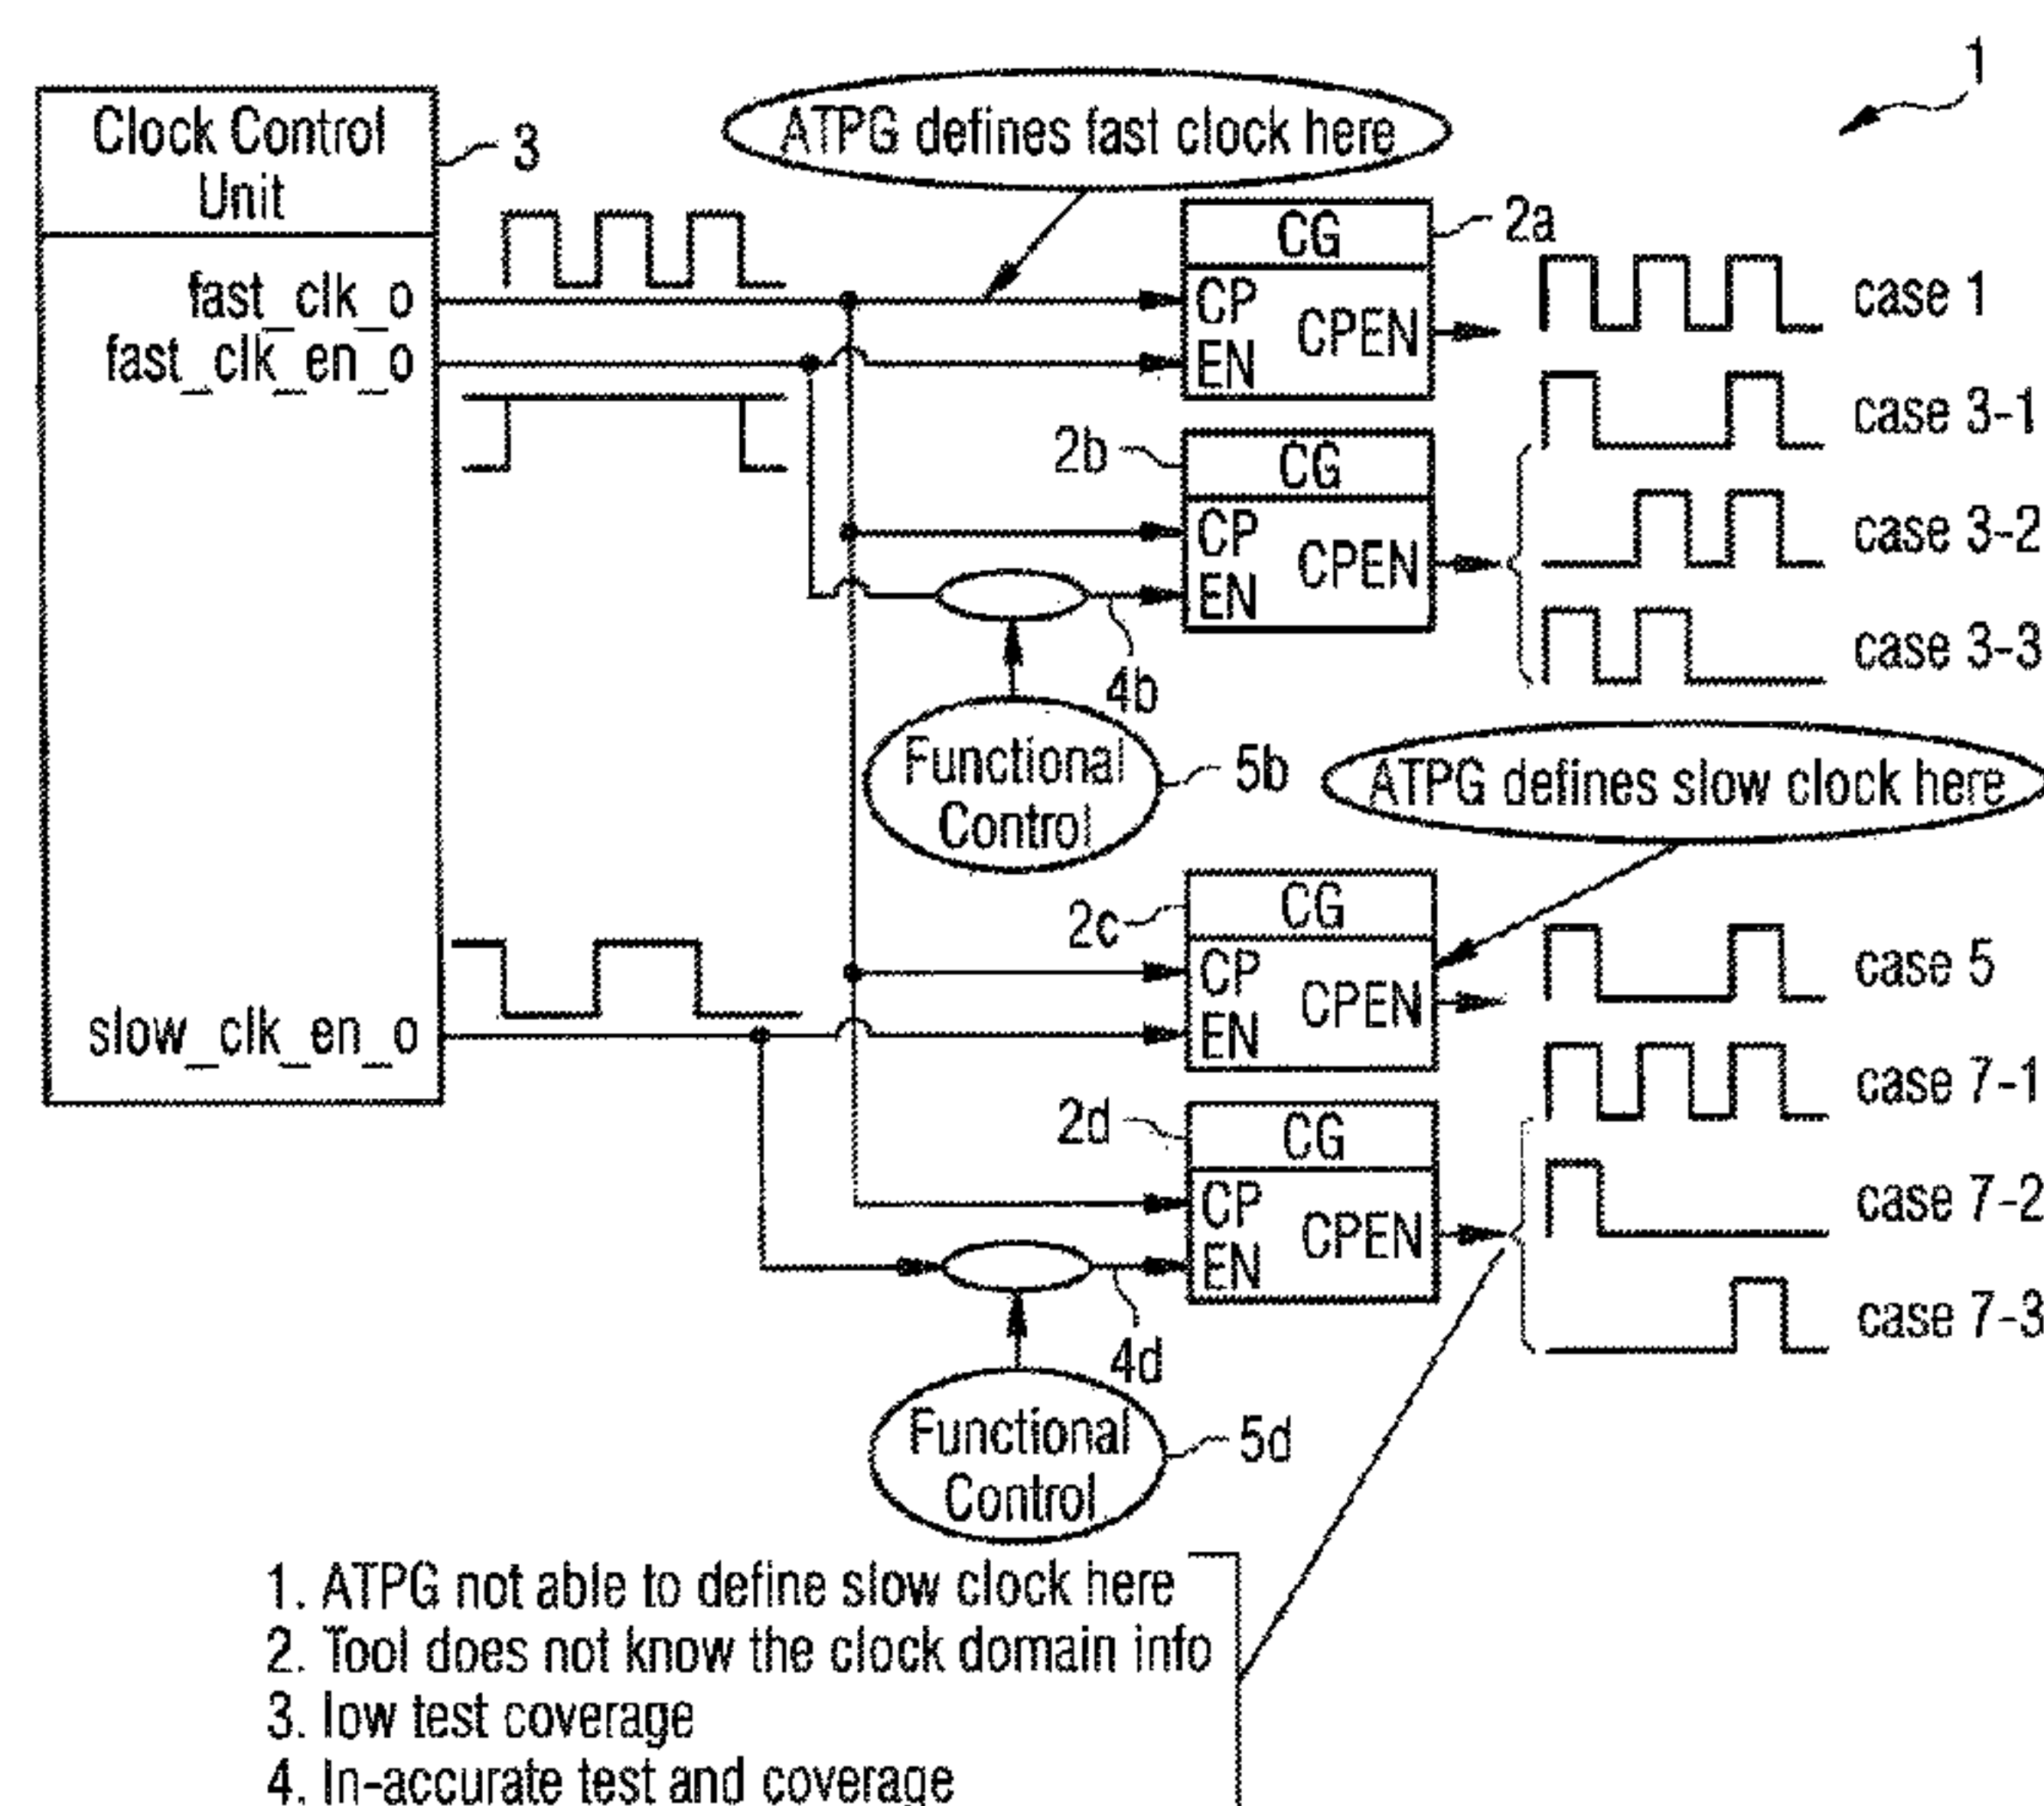 1
Clock Control
Unit
3
ATPG defines fast clock here
fast_clk_o
fast_clk_en_o
CG
2a
CP
EN
CPEN
case 1
case 3-1
2b
CG
CP
EN
CPEN
case 3-2
case 3-3
4b
Functional
Control
5b
ATPG defines slow clock here
2c
CG
CP
EN
CPEN
case 5
slow_clk_en_o
case 7-1
2d
CG
CP
EN
CPEN
case 7-2
case 7-3
4d
Functional
Control
5d
1. ATPG not able to define slow clock here
2. Tool does not know the clock domain info
3. low test coverage
4. In-accurate test and coverage